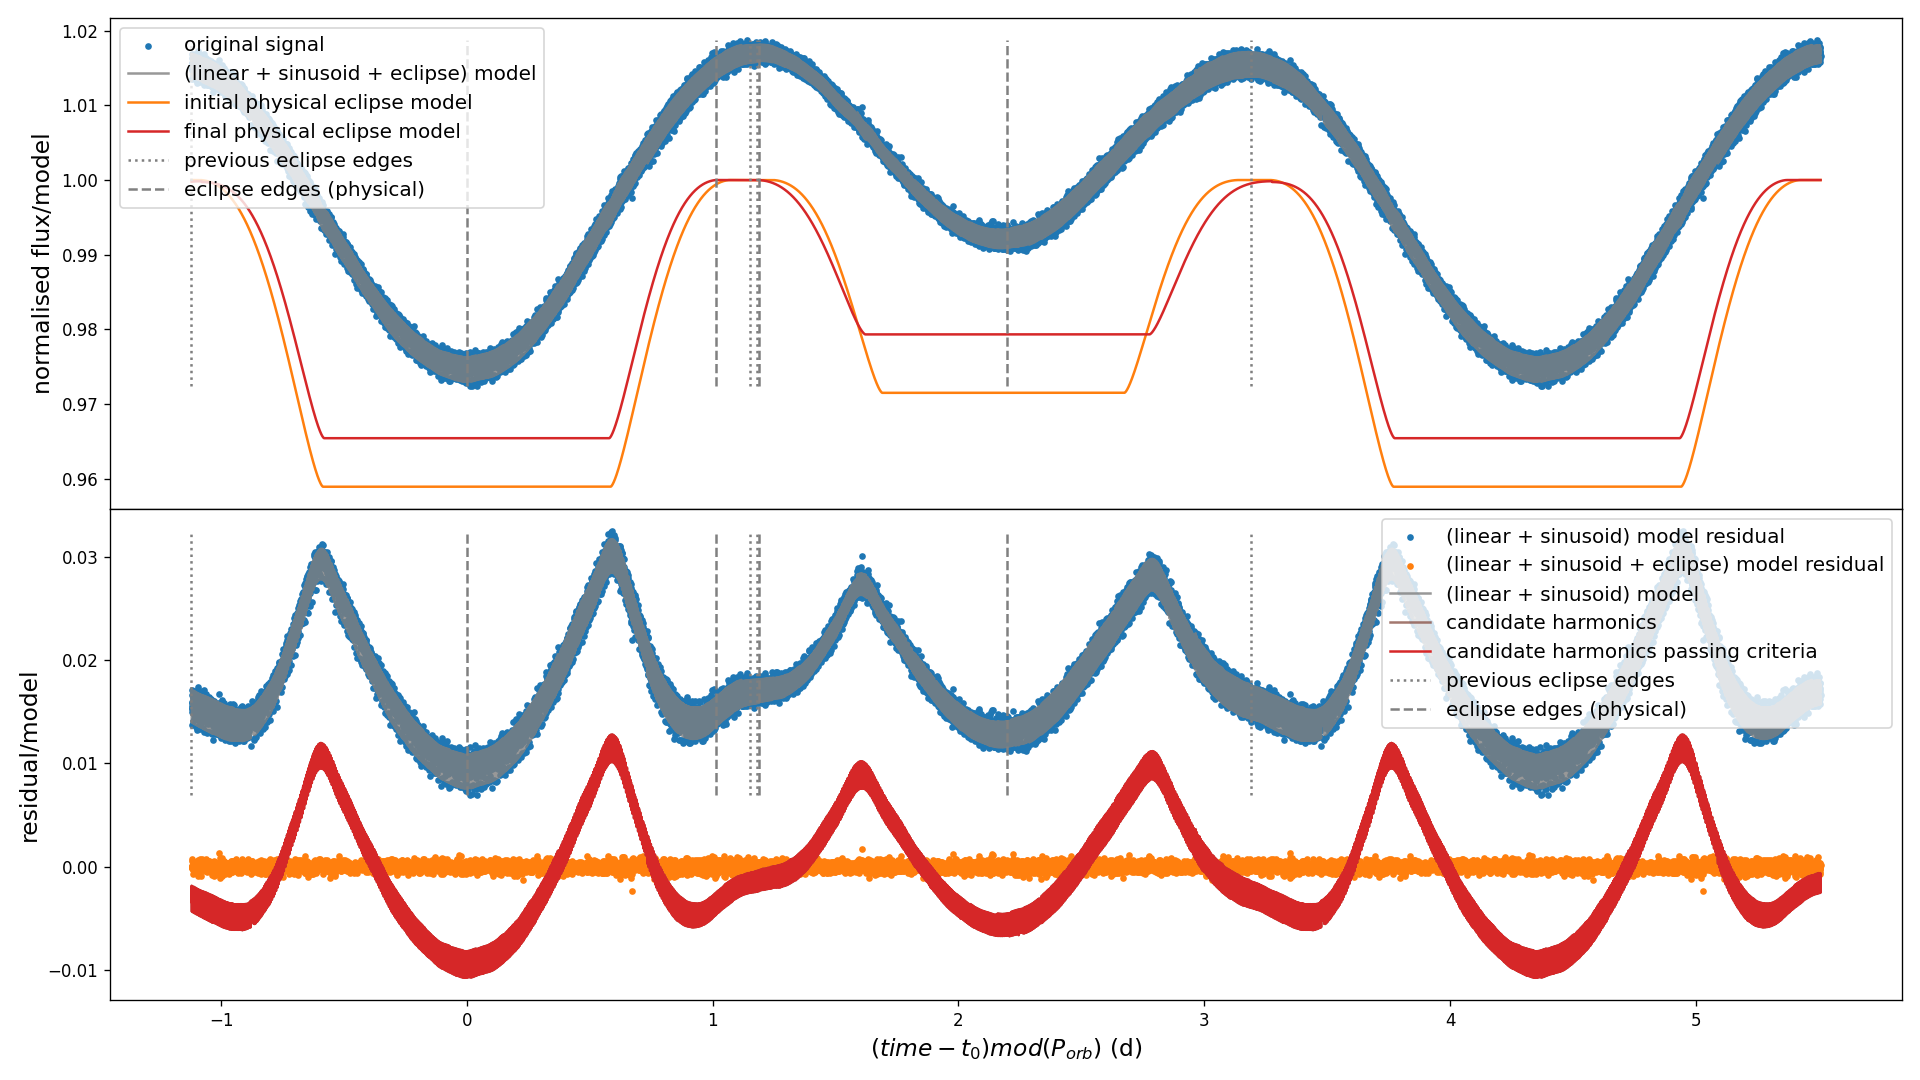 normalised flux/model
1.02
1.01
1.00
0.99
0.98
0.97
0.96
original signal
(linear + sinusoid + eclipse) model
initial physical eclipse model
final physical eclipse model
previous eclipse edges
eclipse edges (physical)
residual/model
0.03
0.02
0.01
0.00
−0.01
(linear + sinusoid) model residual
(linear + sinusoid + eclipse) model residual
(linear + sinusoid) model
candidate harmonics
candidate harmonics passing criteria
previous eclipse edges
eclipse edges (physical)
−1 0 1 2 3 4 5
(time − t₀)mod(P_orb) (d)